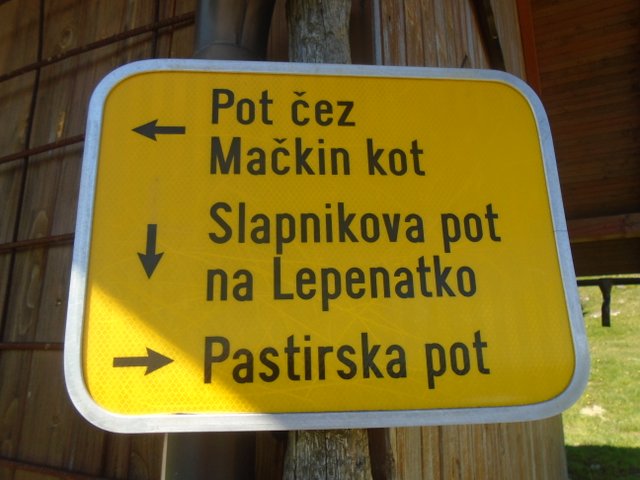 Pot čez
Mačkin kot
Slapnikova pot
na Lepenatko
Pastirska pot